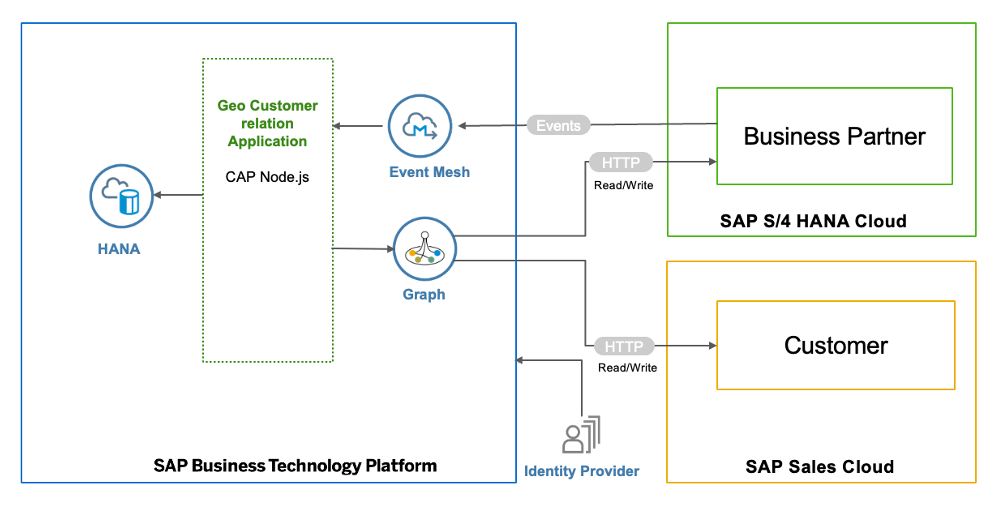 Geo Customer
relation
Application
CAP Node.js
HANA
Event Mesh
Graph
SAP Business Technology Platform
Events
HTTP
Read/Write
HTTP
Read/Write
Identity Provider
Business Partner
SAP S/4 HANA Cloud
Customer
SAP Sales Cloud